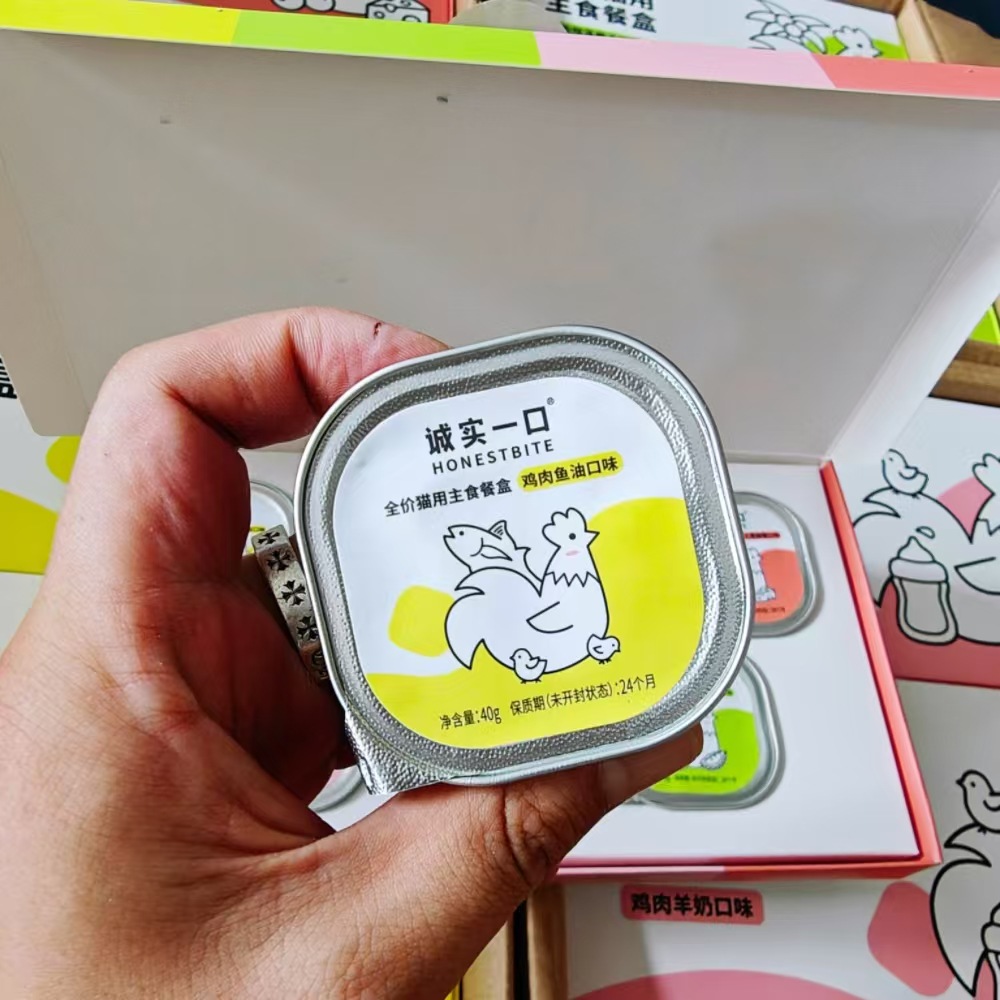 主食餐盒
诚实一口®
HONESTBITE
全价猫用主食餐盒 鸡肉鱼油口味
净含量:40g 保质期(未开封状态):24个月
鸡肉羊奶口味